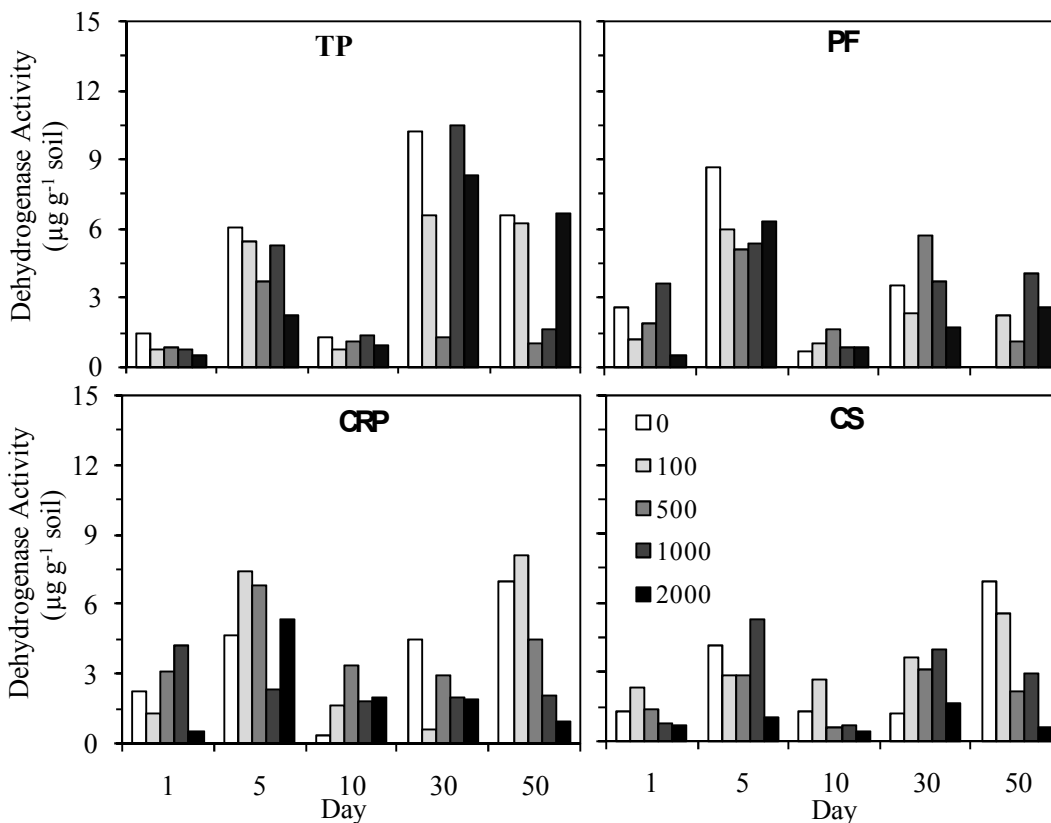 TP
PF
15
12
9
6
3
0
Dehydrogenase Activity
(µg g⁻¹ soil)
CRP
CS
15
12
9
6
3
0
Dehydrogenase Activity
(µg g⁻¹ soil)
0
100
500
1000
2000
1 5 10 30 50
Day
1 5 10 30 50
Day